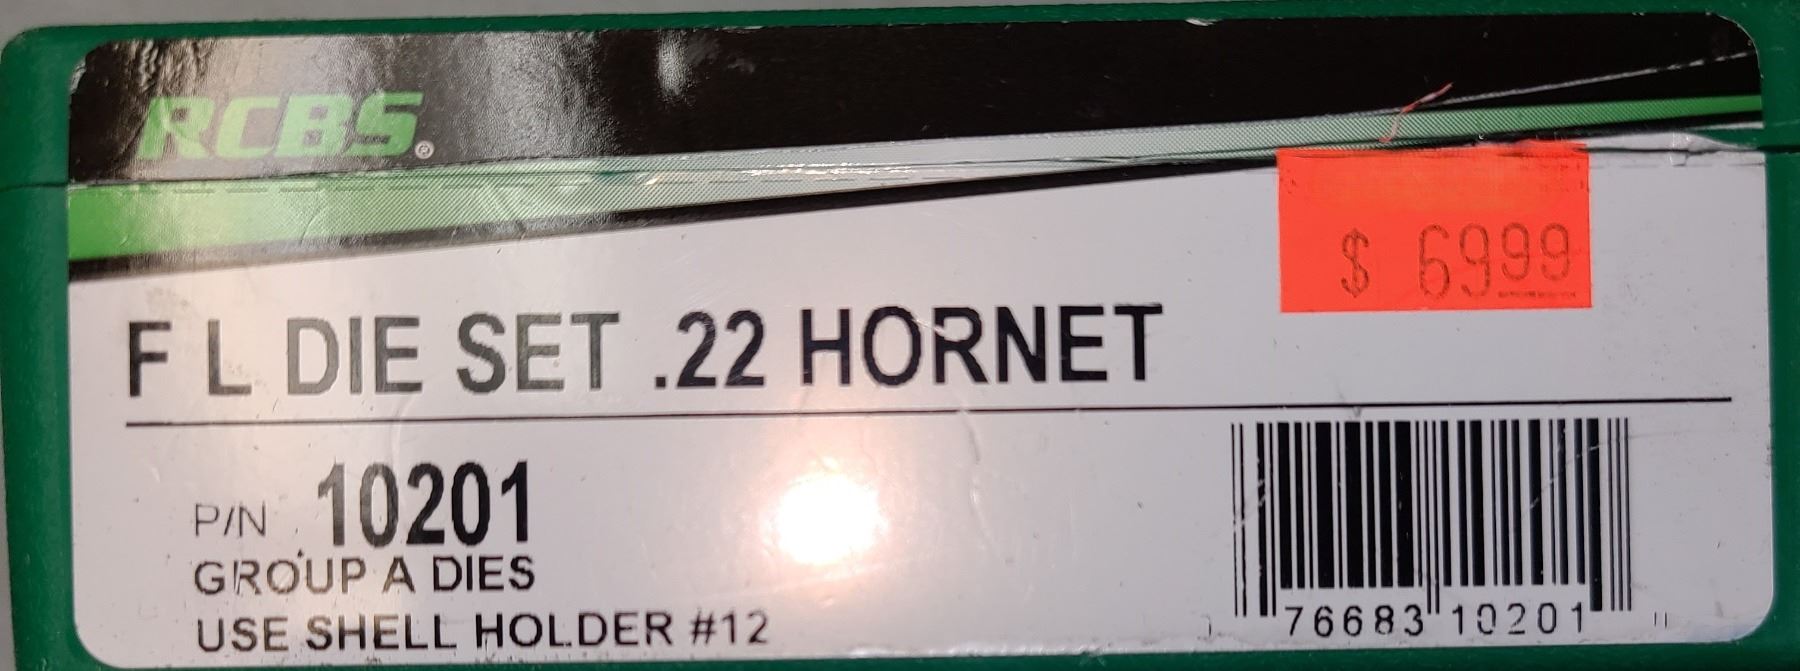 RCBS®
$ 6999
F L DIE SET .22 HORNET
P/N 10201
GROUP A DIES
USE SHELL HOLDER #12
76683 10201